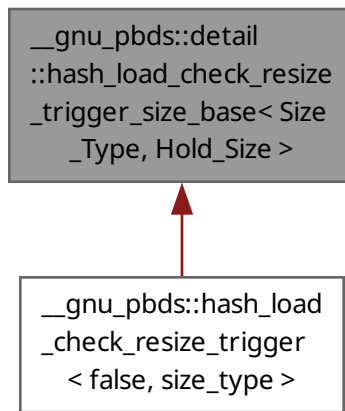 __gnu_pbds::detail
::hash_load_check_resize
_trigger_size_base< Size
_Type, Hold_Size >
__gnu_pbds::hash_load
_check_resize_trigger
< false, size_type >